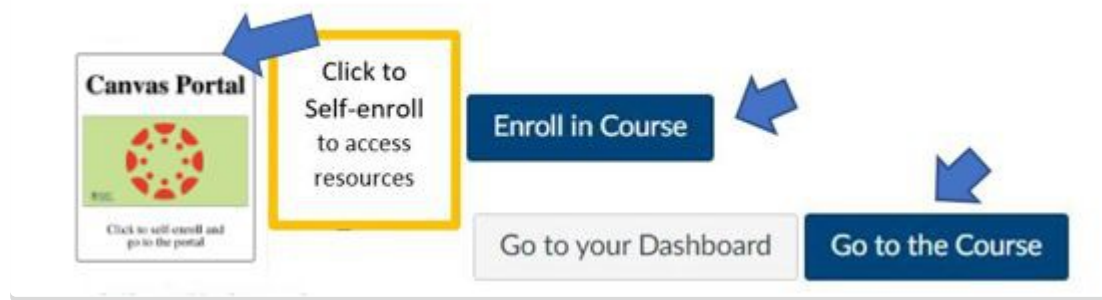 Canvas Portal
Click to self-enroll and
go to the portal
Click to
Self-enroll
to access
resources
Enroll in Course
Go to your Dashboard
Go to the Course